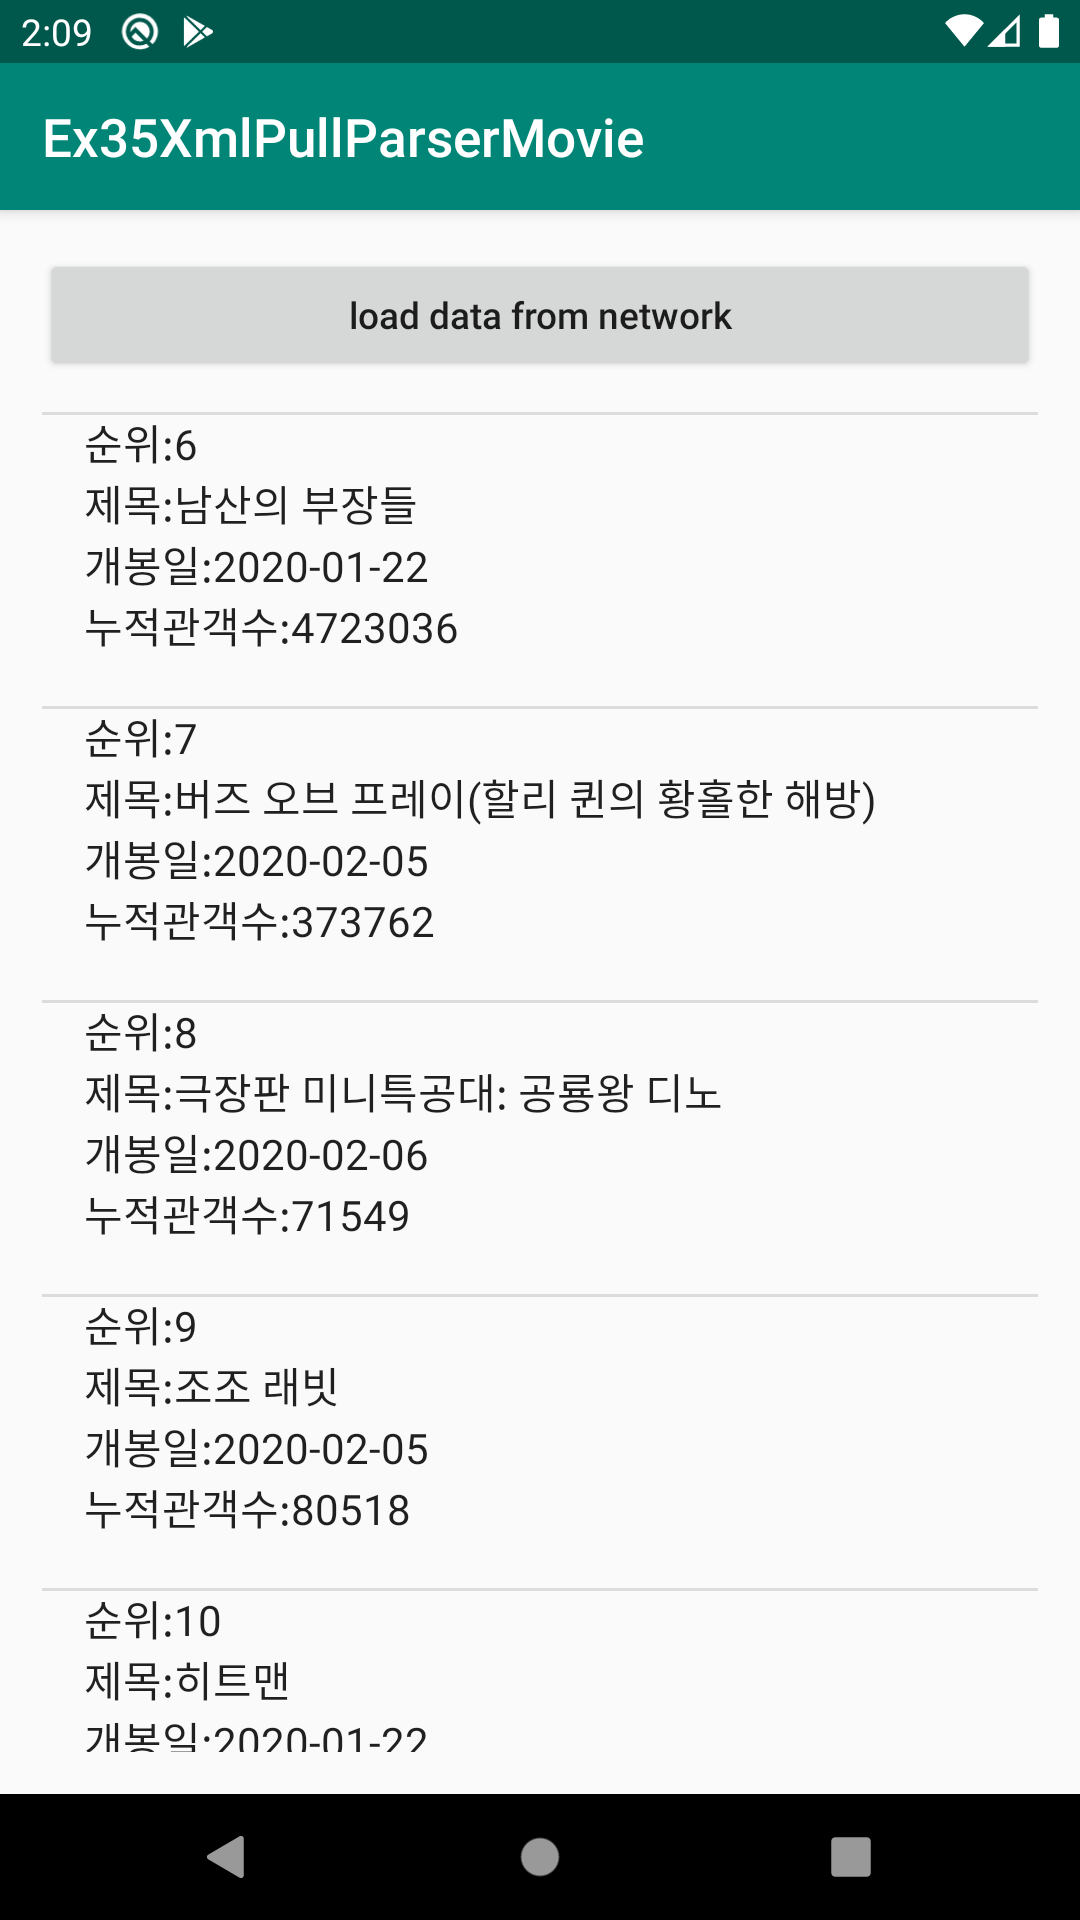 2:09
Ex35XmlPullParserMovie
load data from network
순위:6
제목:남산의 부장들
개봉일:2020-01-22
누적관객수:4723036
순위:7
제목:버즈 오브 프레이(할리 퀸의 황홀한 해방)
개봉일:2020-02-05
누적관객수:373762
순위:8
제목:극장판 미니특공대: 공룡왕 디노
개봉일:2020-02-06
누적관객수:71549
순위:9
제목:조조 래빗
개봉일:2020-02-05
누적관객수:80518
순위:10
제목:히트맨
개봉일:2020-01-22